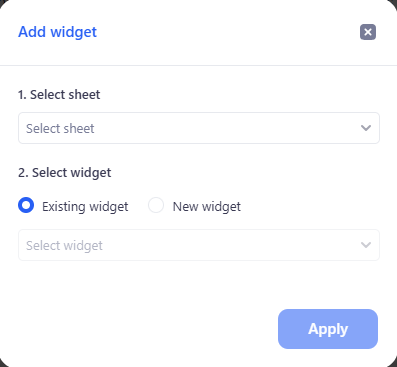 Add widget
1. Select sheet
Select sheet
2. Select widget
Existing widget
New widget
Select widget
Apply